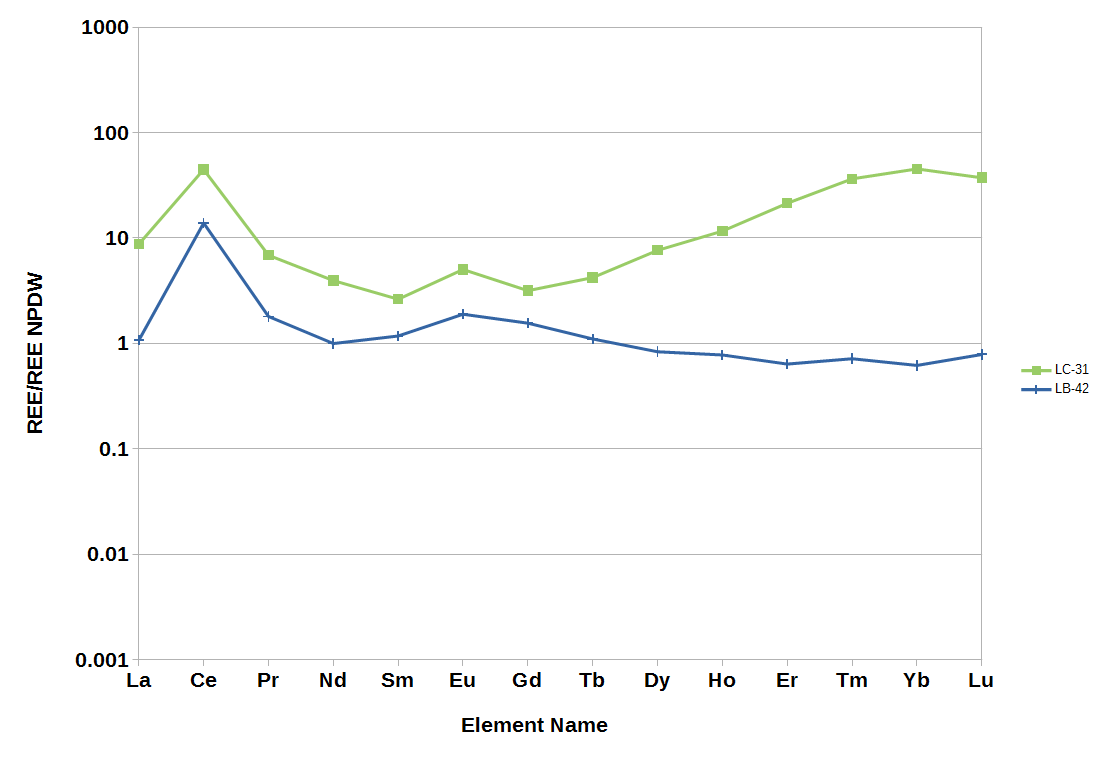 1000
100
10
1
0.1
0.01
0.001
REE/REE NPDW
La Ce Pr Nd Sm Eu Gd Tb Dy Ho Er Tm Yb Lu
Element Name
LC-31
LB-42